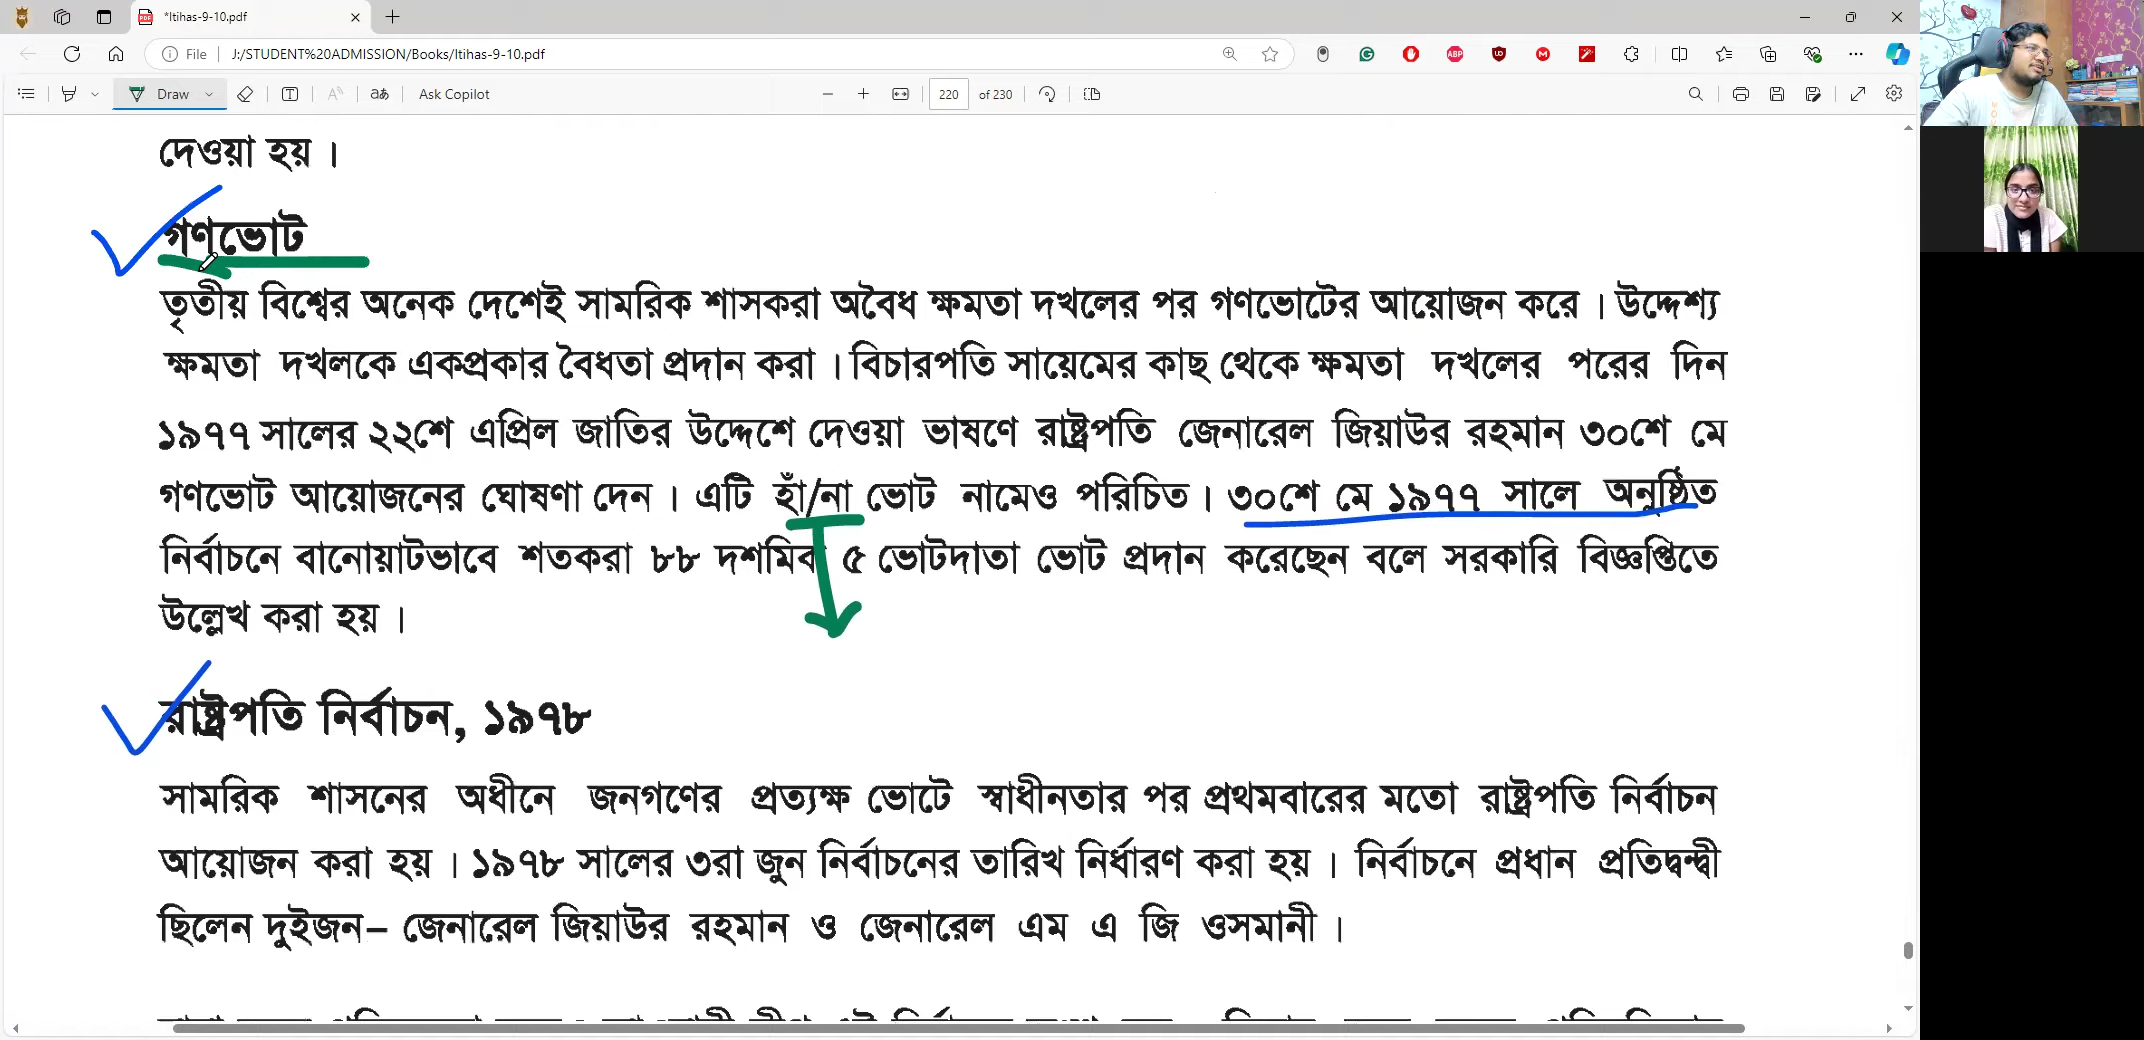 *Itihas-9-10.pdf
File J:/STUDENT%20ADMISSION/Books/Itihas-9-10.pdf
Draw Ask Copilot 220 of 230
দেওয়া হয় ।
গণভোট
তৃতীয় বিশ্বের অনেক দেশেই সামরিক শাসকরা অবৈধ ক্ষমতা দখলের পর গণভোটের আয়োজন করে । উদ্দেশ্য
ক্ষমতা দখলকে একপ্রকার বৈধতা প্রদান করা । বিচারপতি সায়েমের কাছ থেকে ক্ষমতা দখলের পরের দিন
১৯৭৭ সালের ২২শে এপ্রিল জাতির উদ্দেশে দেওয়া ভাষণে রাষ্ট্রপতি জেনারেল জিয়াউর রহমান ৩০শে মে
গণভোট আয়োজনের ঘোষণা দেন । এটি হাঁ/না ভোট নামেও পরিচিত । ৩০শে মে ১৯৭৭ সালে অনুষ্ঠিত
নির্বাচনে বানোয়াটভাবে শতকরা ৮৮ দশমিক ৫ ভোটদাতা ভোট প্রদান করেছেন বলে সরকারি বিজ্ঞপ্তিতে
উল্লেখ করা হয় ।
রাষ্ট্রপতি নির্বাচন, ১৯৭৮
সামরিক শাসনের অধীনে জনগণের প্রত্যক্ষ ভোটে স্বাধীনতার পর প্রথমবারের মতো রাষ্ট্রপতি নির্বাচন
আয়োজন করা হয় । ১৯৭৮ সালের ৩রা জুন নির্বাচনের তারিখ নির্ধারণ করা হয় । নির্বাচনে প্রধান প্রতিদ্বন্দ্বী
ছিলেন দুইজন– জেনারেল জিয়াউর রহমান ও জেনারেল এম এ জি ওসমানী ।